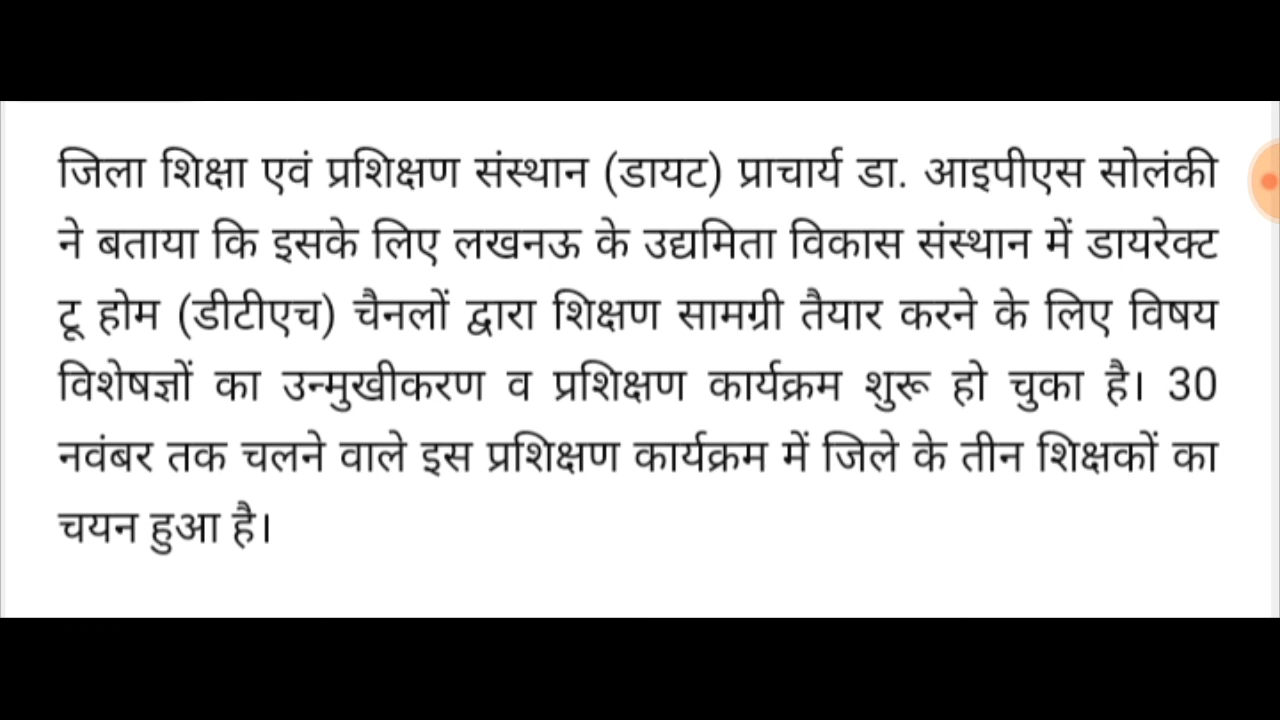 जिला शिक्षा एवं प्रशिक्षण संस्थान (डायट) प्राचार्य डा. आइपीएस सोलंकी
ने बताया कि इसके लिए लखनऊ के उद्यमिता विकास संस्थान में डायरेक्ट
टू होम (डीटीएच) चैनलों द्वारा शिक्षण सामग्री तैयार करने के लिए विषय
विशेषज्ञों का उन्मुखीकरण व प्रशिक्षण कार्यक्रम शुरू हो चुका है। 30
नवंबर तक चलने वाले इस प्रशिक्षण कार्यक्रम में जिले के तीन शिक्षकों का
चयन हुआ है।